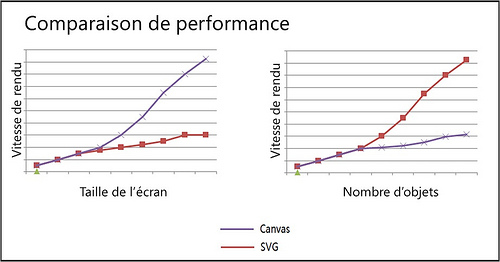 Comparaison de performance
Vitesse de rendu
Taille de l'écran
Vitesse de rendu
Nombre d'objets
Canvas
SVG